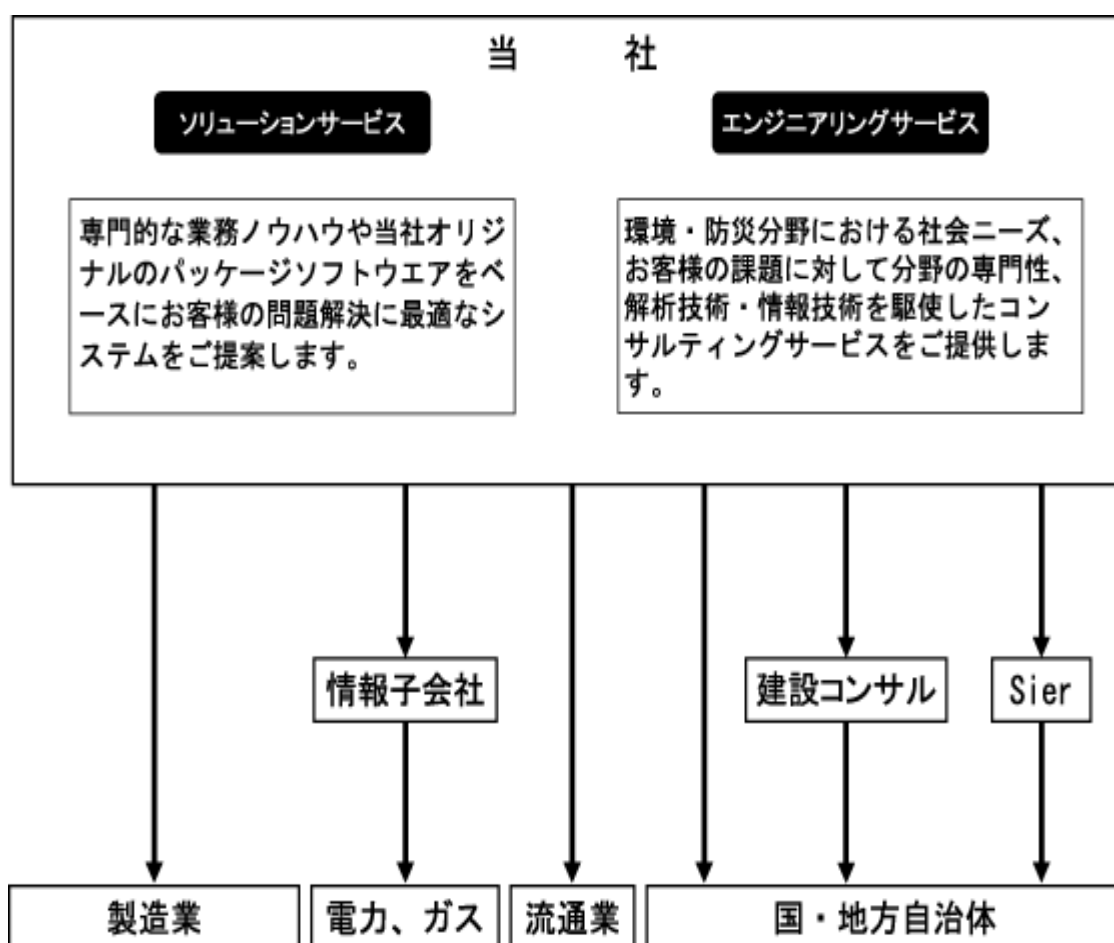 当 社
ソリューションサービス
エンジニアリングサービス
専門的な業務ノウハウや当社オリジ
ナルのパッケージソフトウエアをベ
ースにお客様の問題解決に最適なシ
ステムをご提案します。
環境・防災分野における社会ニーズ、
お客様の課題に対して分野の専門性、
解析技術・情報技術を駆使したコン
サルティングサービスをご提供しま
す。
情報子会社
建設コンサル
Sier
製造業
電力、ガス
流通業
国・地方自治体